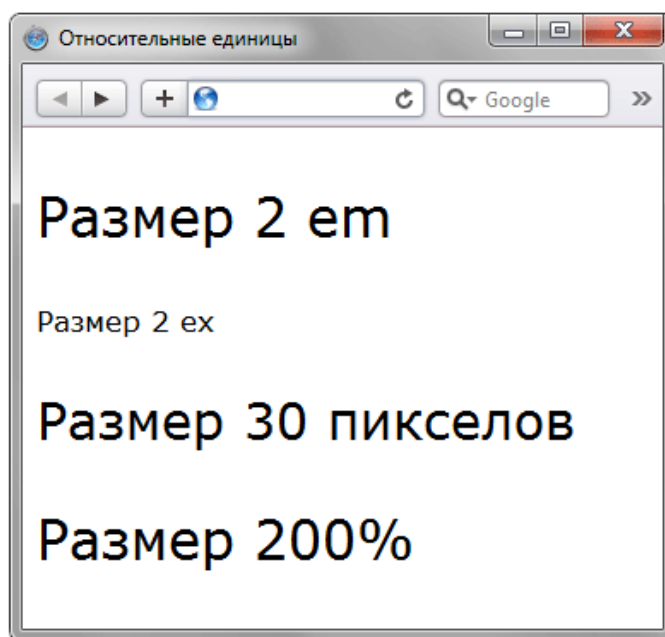 Относительные единицы
Google
Размер 2 em
Размер 2 ex
Размер 30 пикселов
Размер 200%